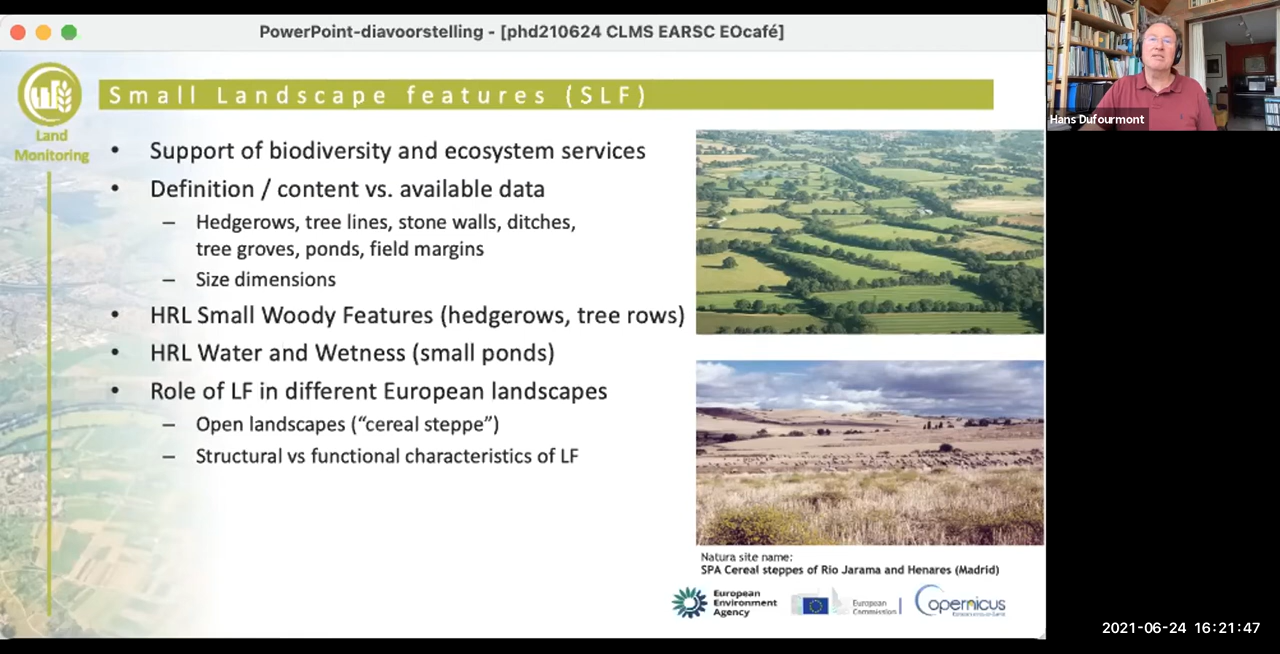 PowerPoint-diavoorstelling - [phd210624 CLMS EARSC EOcafé]
Land
Monitoring
Small Landscape features (SLF)
• Support of biodiversity and ecosystem services
• Definition / content vs. available data
– Hedgerows, tree lines, stone walls, ditches,
tree groves, ponds, field margins
– Size dimensions
• HRL Small Woody Features (hedgerows, tree rows)
• HRL Water and Wetness (small ponds)
• Role of LF in different European landscapes
– Open landscapes (“cereal steppe”)
– Structural vs functional characteristics of LF
Natura site name:
SPA Cereal steppes of Rio Jarama and Henares (Madrid)
European
Environment
Agency
European
Commission
Copernicus
Hans Dufourmont
2021-06-24 16:21:47